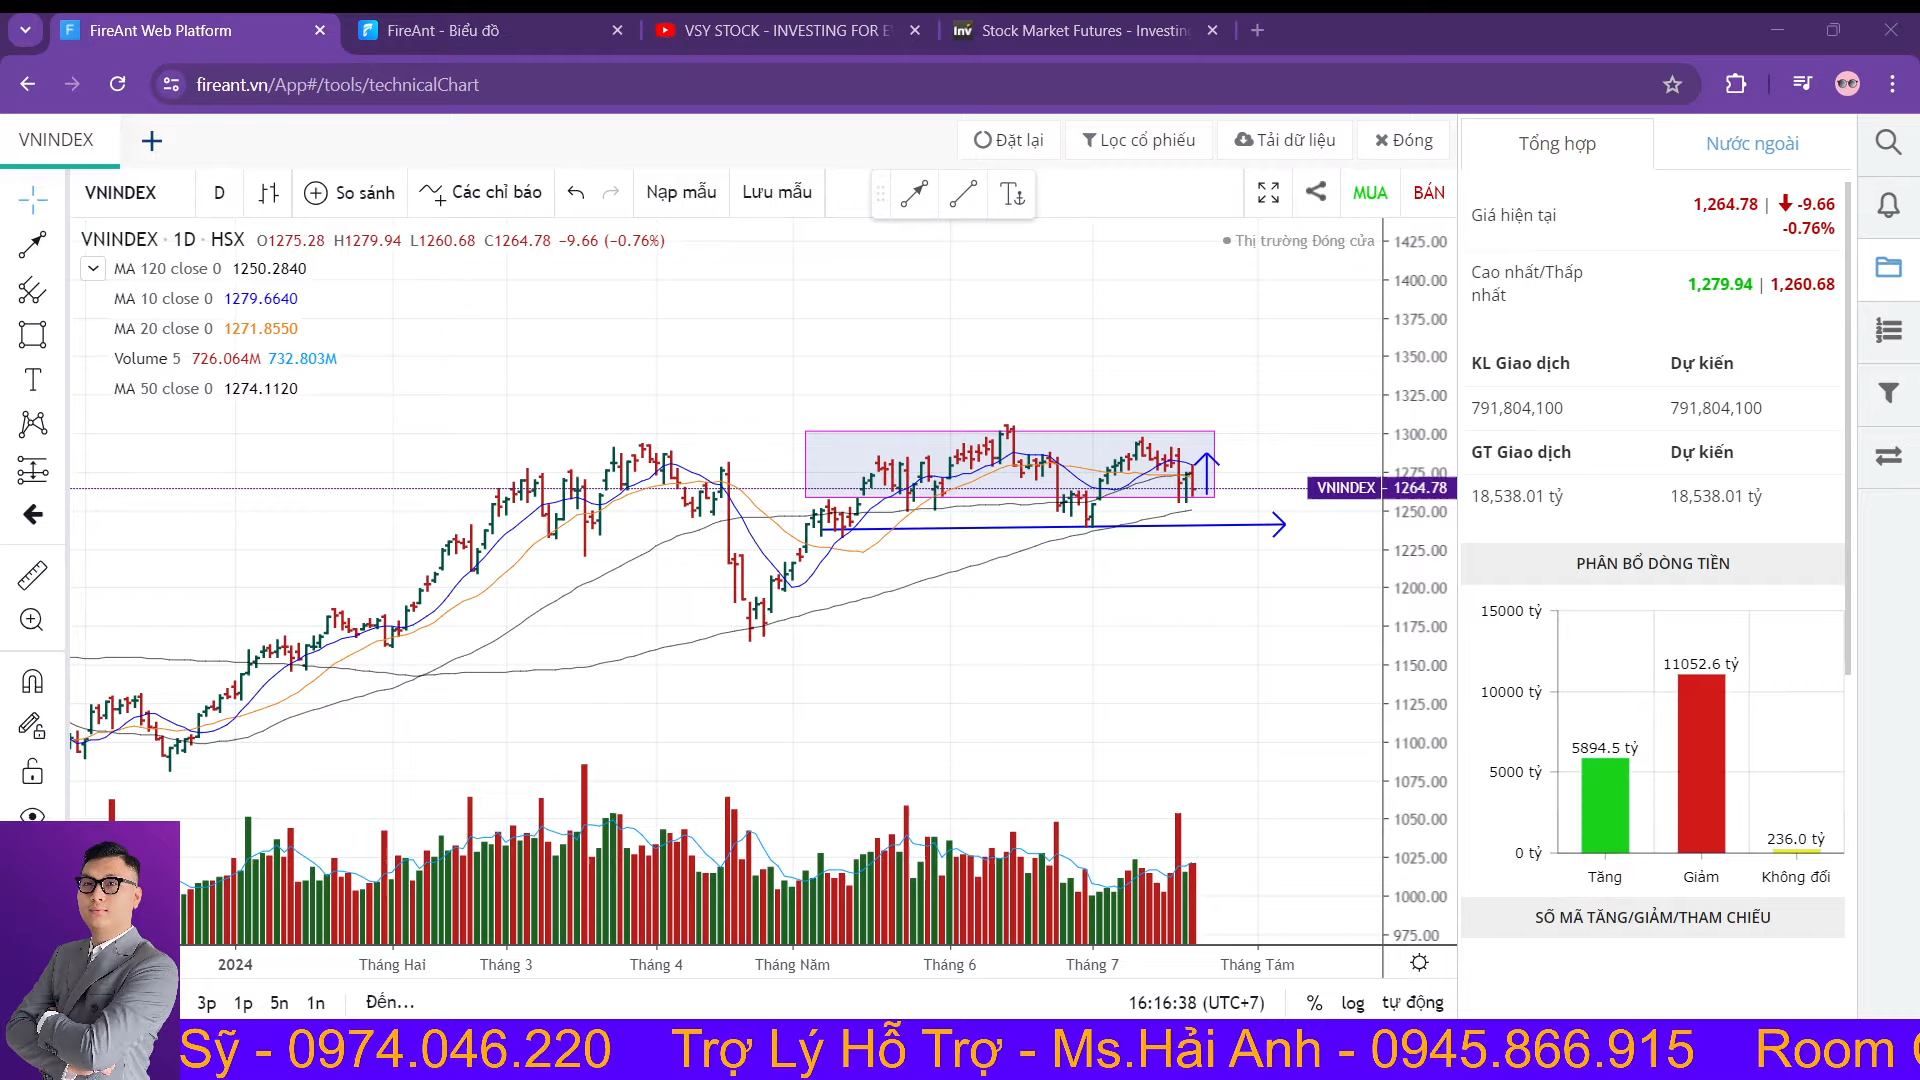 FireAnt Web Platform
FireAnt - Biểu đồ
VSY STOCK - INVESTING FOR E
Stock Market Futures - Investing
fireant.vn/App#/tools/technicalChart
VNINDEX
Đặt lại
Lọc cổ phiếu
Tải dữ liệu
Đóng
VNINDEX
D
So sánh
Các chỉ báo
Nạp mẫu
Lưu mẫu
MUA
BÁN
VNINDEX · 1D · HSX O1275.28 H1279.94 L1260.68 C1264.78 −9.66 (−0.76%)
Thị trường Đóng cửa
MA 120 close 0 1250.2840
MA 10 close 0 1279.6640
MA 20 close 0 1271.8550
Volume 5 726.064M 732.803M
MA 50 close 0 1274.1120
1425.00
1400.00
1375.00
1350.00
1325.00
1300.00
1275.00
VNINDEX 1264.78
1250.00
1225.00
1200.00
1175.00
1150.00
1125.00
1100.00
1075.00
1050.00
1025.00
1000.00
975.00
2024
Tháng Hai
Tháng 3
Tháng 4
Tháng Năm
Tháng 6
Tháng 7
Tháng Tám
3p 1p 5n 1n Đến...
16:16:38 (UTC+7) % log tự động
Tổng hợp
Nước ngoài
Giá hiện tại
1,264.78 | -9.66
-0.76%
Cao nhất/Thấp nhất
1,279.94 | 1,260.68
KL Giao dịch Dự kiến
791,804,100 791,804,100
GT Giao dịch Dự kiến
18,538.01 tỷ 18,538.01 tỷ
PHÂN BỔ DÒNG TIỀN
15000 tỷ
10000 tỷ
5000 tỷ
0 tỷ
5894.5 tỷ
11052.6 tỷ
236.0 tỷ
Tăng
Giảm
Không đổi
SỐ MÃ TĂNG/GIẢM/THAM CHIẾU
Sỹ - 0974.046.220 Trợ Lý Hỗ Trợ - Ms.Hải Anh - 0945.866.915 Room